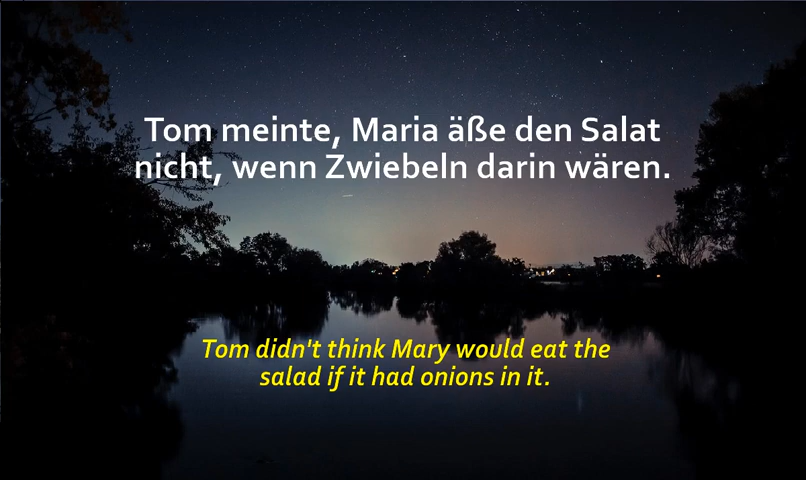 Tom meinte, Maria äße den Salat
nicht, wenn Zwiebeln darin wären.
Tom didn't think Mary would eat the
salad if it had onions in it.